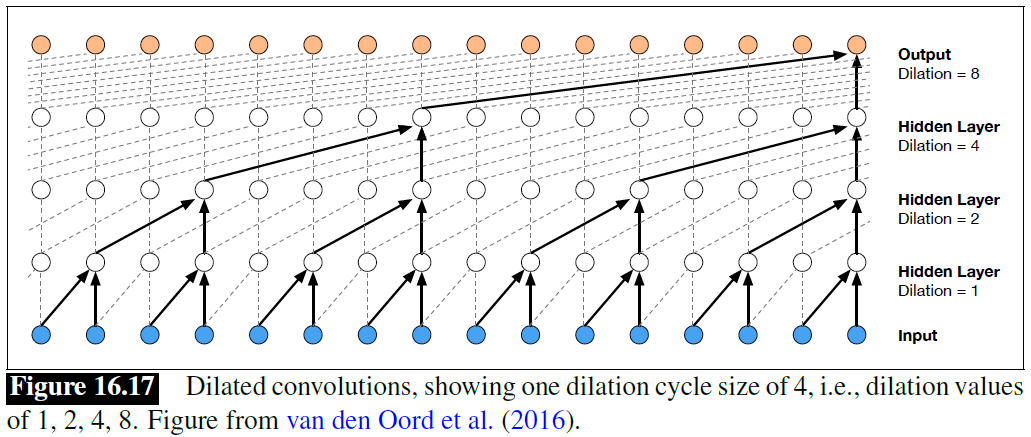 Output
Dilation = 8
Hidden Layer
Dilation = 4
Hidden Layer
Dilation = 2
Hidden Layer
Dilation = 1
Input
Figure 16.17 Dilated convolutions, showing one dilation cycle size of 4, i.e., dilation values
of 1, 2, 4, 8. Figure from van den Oord et al. (2016).